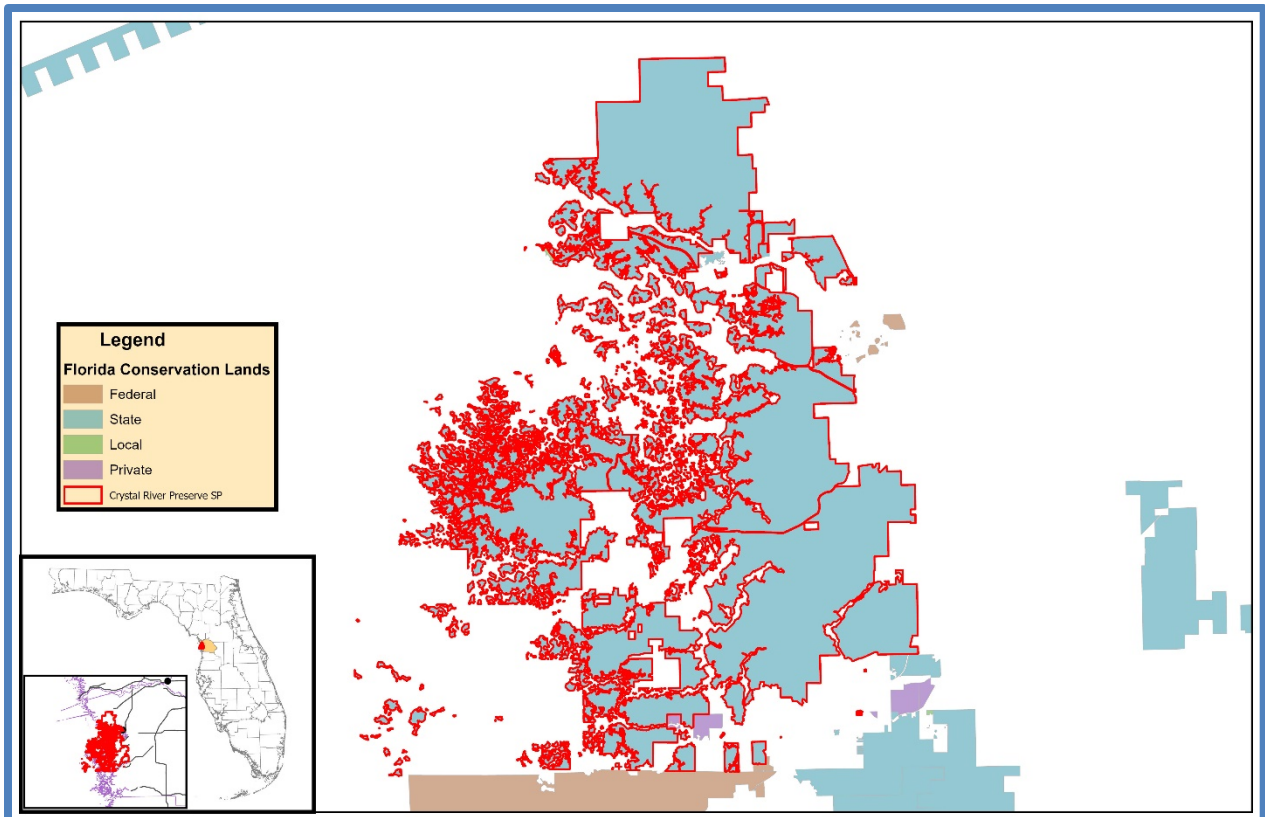 Legend
Florida Conservation Lands
Federal
State
Local
Private
Crystal River Preserve SP